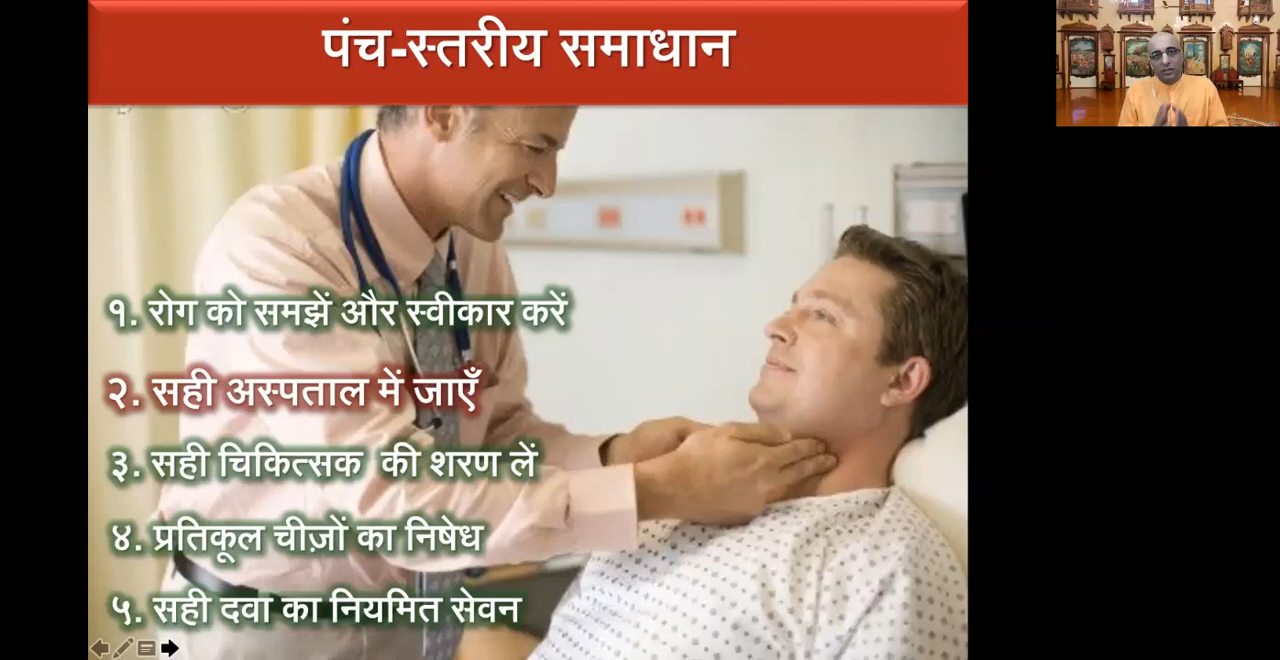 पंच-स्तरीय समाधान
१. रोग को समझें और स्वीकार करें
२. सही अस्पताल में जाएँ
३. सही चिकित्सक की शरण लें
४. प्रतिकूल चीज़ों का निषेध
५. सही दवा का नियमित सेवन